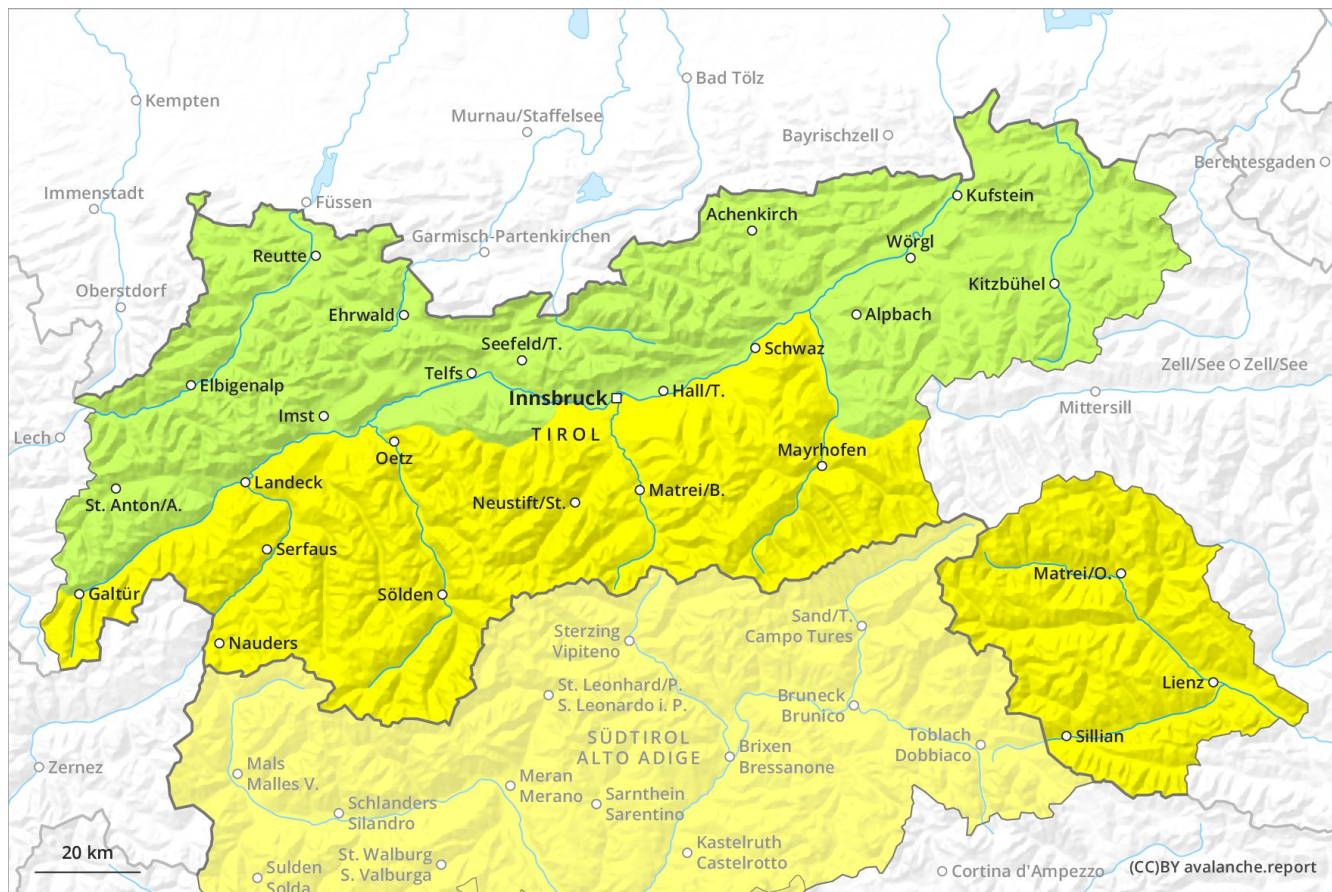 Kempten
Bad Tölz
Murnau/Staffelsee
Bayrischzell
Berchtesgaden
Immenstadt
Füssen
Kufstein
Achenkirch
Garmisch-Partenkirchen
Wörgl
Reutte
Oberstdorf
Kitzbühel
Ehrwald
Alpbach
Seefeld/T.
Schwaz
Zell/See
Zell/See
Telfs
Elbigenalp
Hall/T.
Innsbruck
Mittersill
Imst
Lech
TIROL
Oetz
Mayrhofen
Landeck
Matrei/B.
St. Anton/A.
Neustift/St.
Serfaus
Matrei/O.
Galtür
Sölden
Sand/T.
Campo Tures
Sterzing
Vipiteno
Nauders
Lienz
St. Leonhard/P.
S. Leonardo i. P.
Bruneck
Brunico
Sillian
SÜDTIROL
ALTO ADIGE
Toblach
Dobbiaco
Brixen
Bressanone
Zernez
Mals
Malles V.
Meran
Merano
Sarnthein
Sarentino
Schlanders
Silandro
Kastelruth
Castelrotto
20 km
St. Walburg
S. Valburga
Sulden
Solda
Cortina d'Ampezzo
(CC)BY avalanche.report